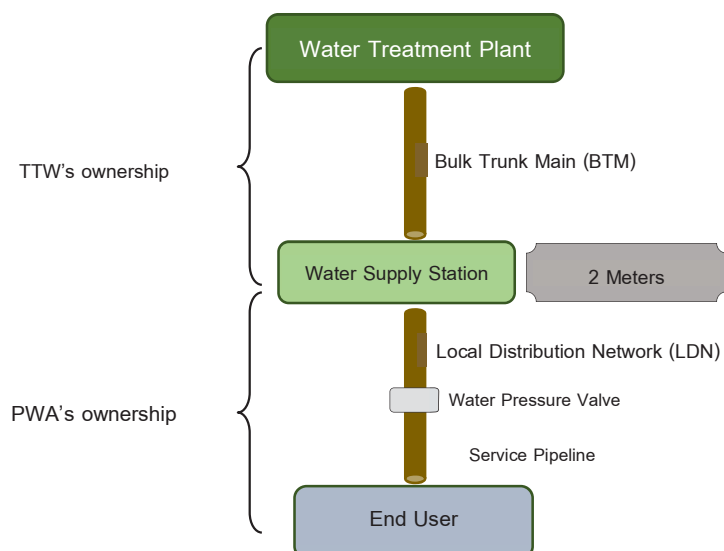 Water Treatment Plant
TTW's ownership
Bulk Trunk Main (BTM)
Water Supply Station
2 Meters
Local Distribution Network (LDN)
PWA's ownership
Water Pressure Valve
Service Pipeline
End User